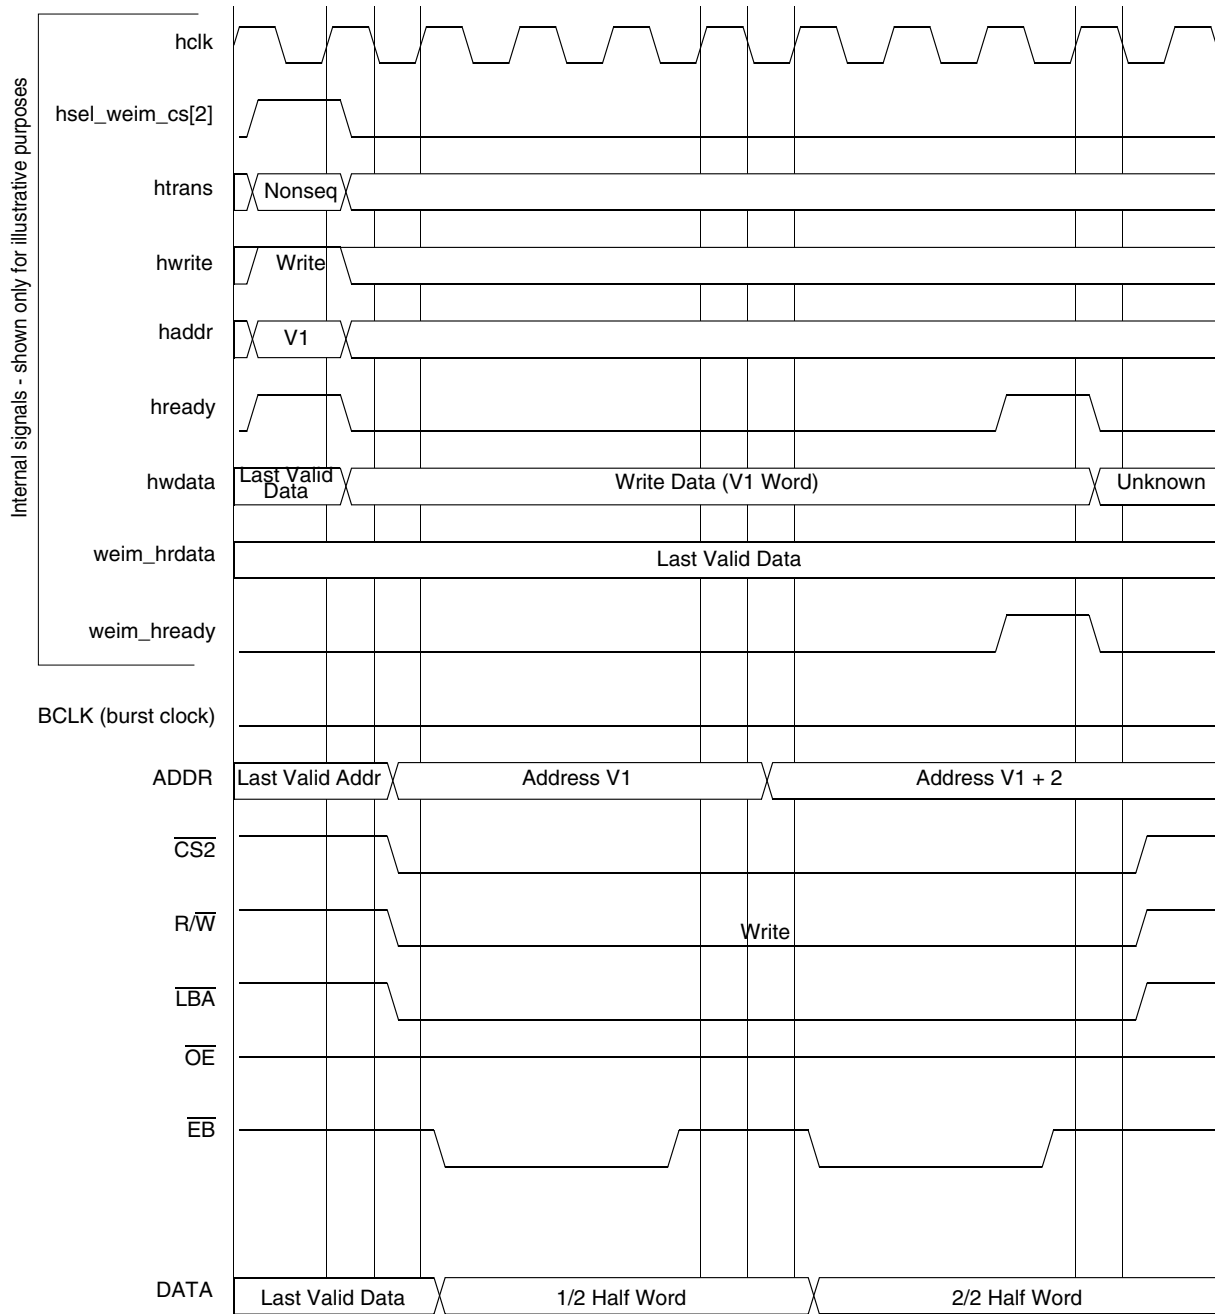 Internal signals - shown only for illustrative purposes
hclk
hsel_weim_cs[2]
htrans
Nonseq
hwrite
Write
haddr
V1
hready
hwdata
Last Valid
Data
Write Data (V1 Word)
Unknown
weim_hrdata
Last Valid Data
weim_hready
BCLK (burst clock)
ADDR
Last Valid Addr
Address V1
Address V1 + 2
CS2
R/W
Write
LBA
OE
EB
DATA
Last Valid Data
1/2 Half Word
2/2 Half Word